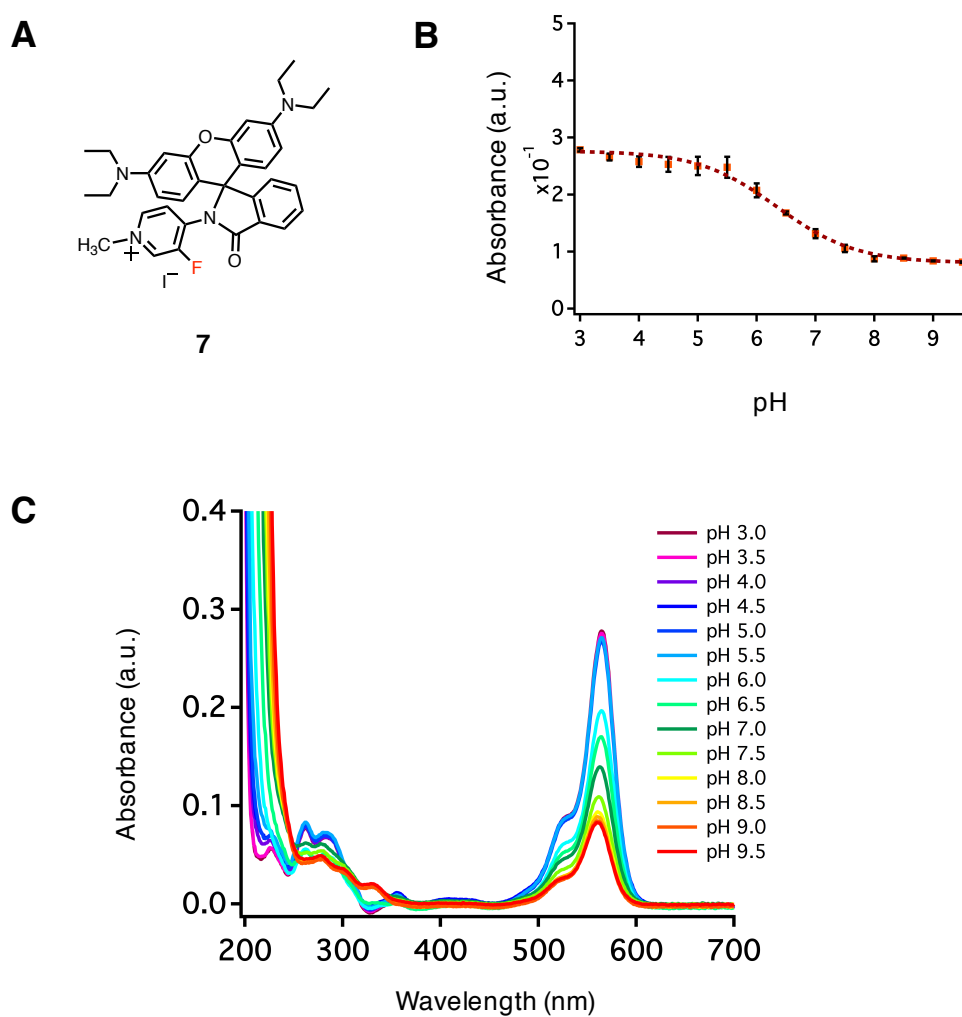 A
N
O
N
N
N
O
H3C
+
F
I−
7
B
Absorbance (a.u.)
x10-1
5
4
3
2
1
0
3 4 5 6 7 8 9
pH
C
Absorbance (a.u.)
0.4
0.3
0.2
0.1
0.0
200 300 400 500 600 700
Wavelength (nm)
pH 3.0
pH 3.5
pH 4.0
pH 4.5
pH 5.0
pH 5.5
pH 6.0
pH 6.5
pH 7.0
pH 7.5
pH 8.0
pH 8.5
pH 9.0
pH 9.5